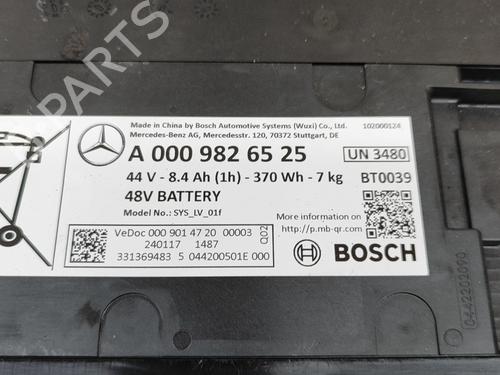 Made in China by Bosch Automotive Systems (Wuxi) Co., Ltd. 102000124
Mercedes-Benz AG, Mercedesstr. 120, 70372 Stuttgart, DE
A 000 982 65 25 UN 3480
44 V - 8.4 Ah (1h) - 370 Wh - 7 kg BT0039
48V BATTERY
Model No.: SYS_LV_01f
More info:
http://p.mb-qr.com
VeDoc 000 901 47 20 00003 Q02
240117 1487
331369483 5 044200501E 000
BOSCH
0442202090
B-PARTS